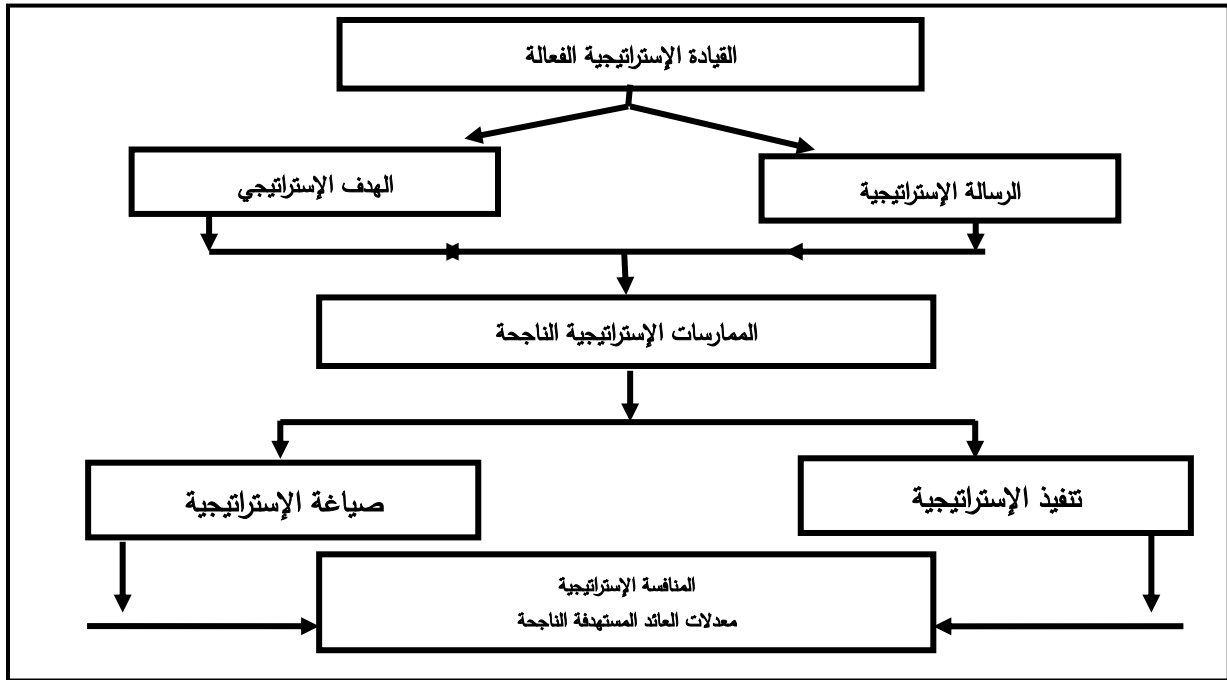 القيادة الإستراتيجية الفعالة
الرسالة الإستراتيجية
الهدف الإستراتيجي
الممارسات الإستراتيجية الناجحة
تنفيذ الإستراتيجية
صياغة الإستراتيجية
المنافسة الإستراتيجية
معدلات العائد المستهدفة الناجحة